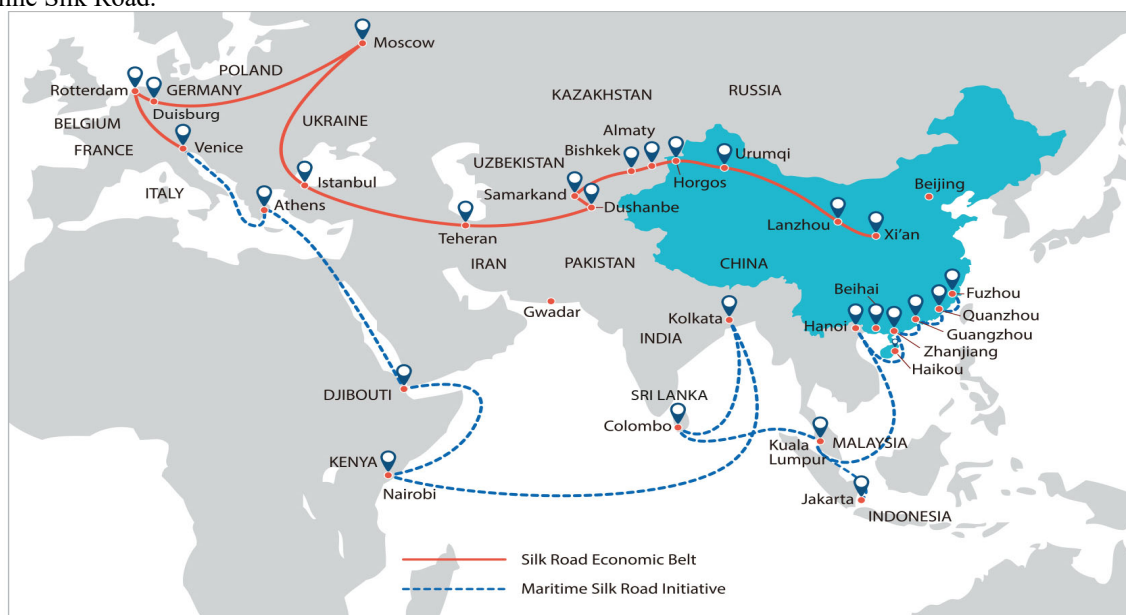 ime Silk Road.
Moscow
POLAND
Rotterdam
GERMANY
Duisburg
BELGIUM
FRANCE
Venice
UKRAINE
ITALY
Athens
Istanbul
KAZAKHSTAN
RUSSIA
Almaty
Bishkek
UZBEKISTAN
Samarkand
Horgos
Urumqi
Dushanbe
Teheran
IRAN
PAKISTAN
Gwadar
Beijing
Lanzhou
Xi'an
CHINA
Beihai
Fuzhou
Quanzhou
Guangzhou
Zhanjiang
Haikou
Hanoi
Kolkata
INDIA
SRI LANKA
Colombo
DJIBOUTI
KENYA
Nairobi
Kuala
Lumpur
MALAYSIA
Jakarta
INDONESIA
Silk Road Economic Belt
Maritime Silk Road Initiative